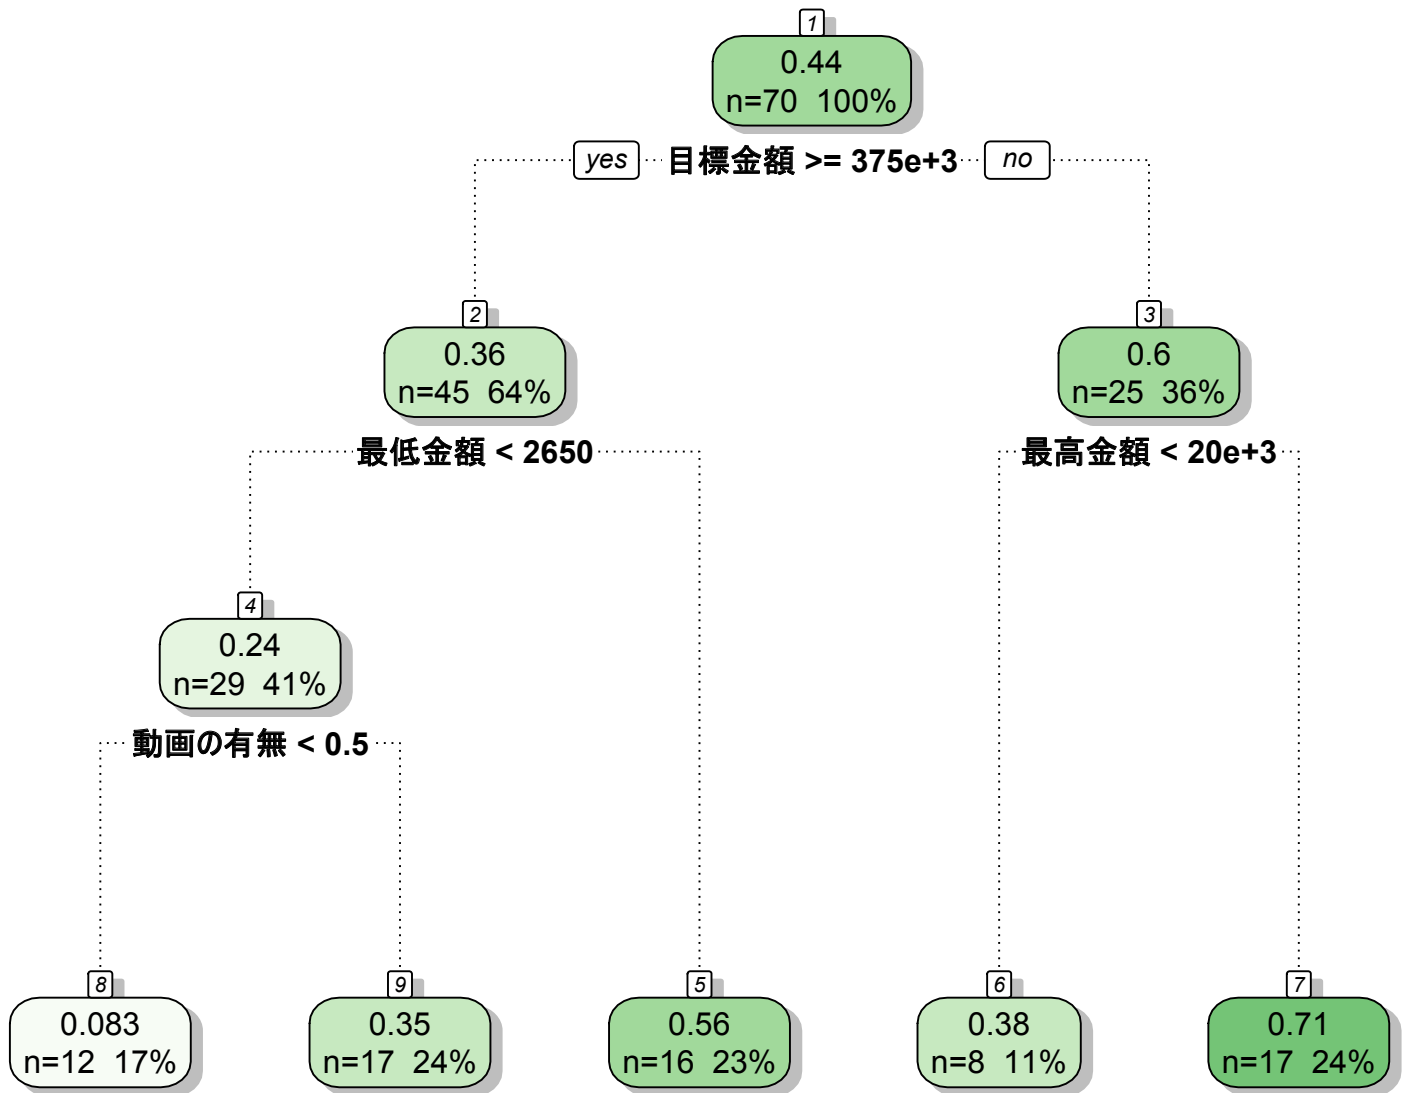 1
0.44
n=70 100%
yes 目標金額 >= 375e+3 no
2
0.36
n=45 64%
3
0.6
n=25 36%
最低金額 < 2650
最高金額 < 20e+3
4
0.24
n=29 41%
動画の有無 < 0.5
8
0.083
n=12 17%
9
0.35
n=17 24%
5
0.56
n=16 23%
6
0.38
n=8 11%
7
0.71
n=17 24%